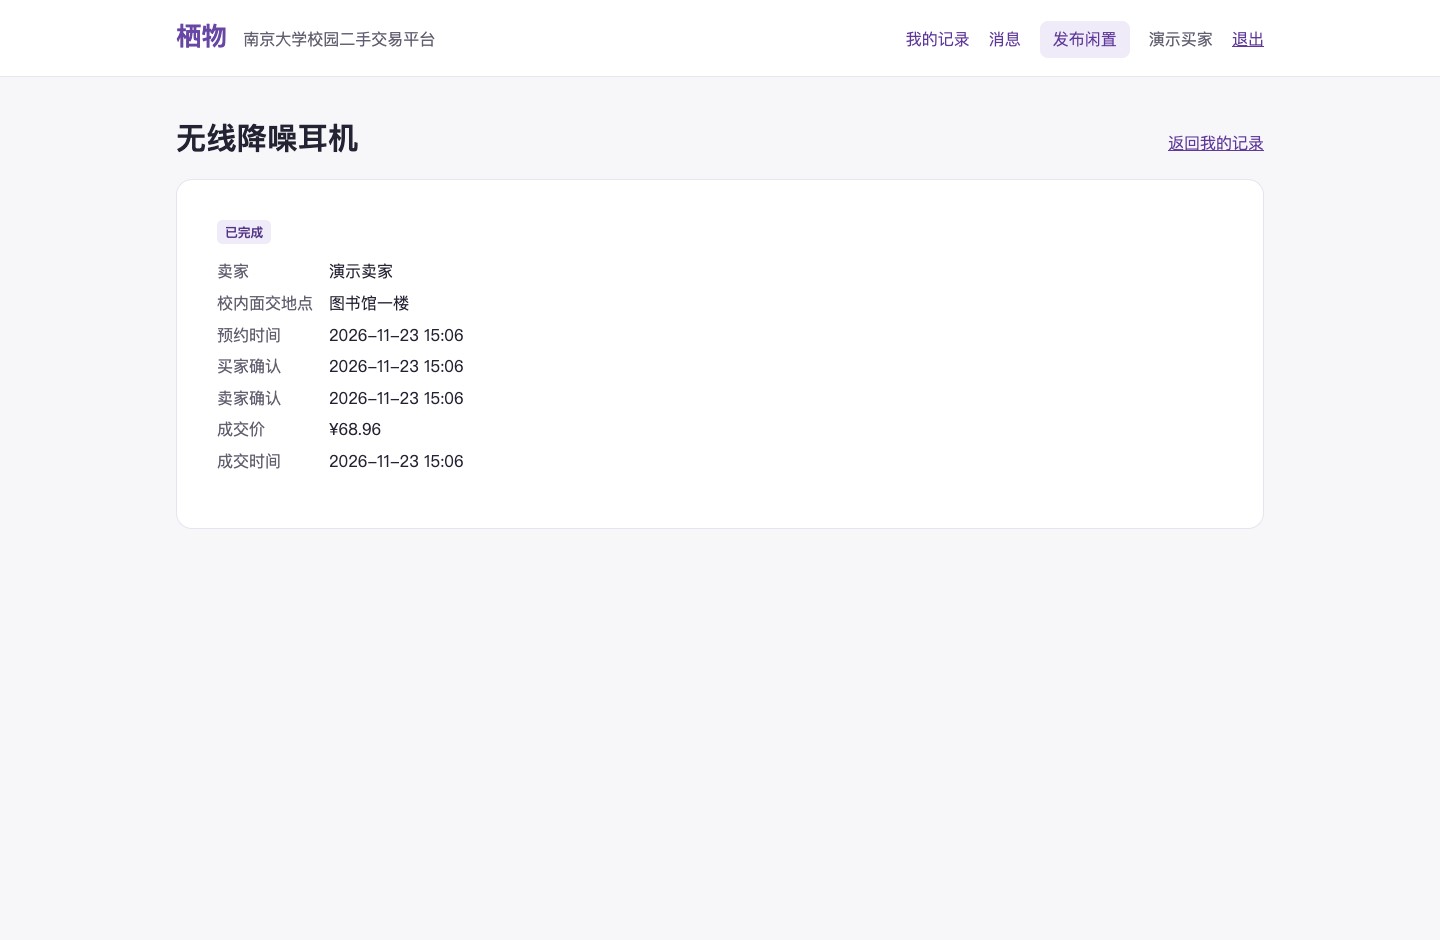 栖物 南京大学校园二手交易平台 我的记录 消息 发布闲置 演示买家 退出
无线降噪耳机 返回我的记录
已完成
卖家 演示卖家
校内面交地点 图书馆一楼
预约时间 2026–11–23 15:06
买家确认 2026–11–23 15:06
卖家确认 2026–11–23 15:06
成交价 ¥68.96
成交时间 2026–11–23 15:06